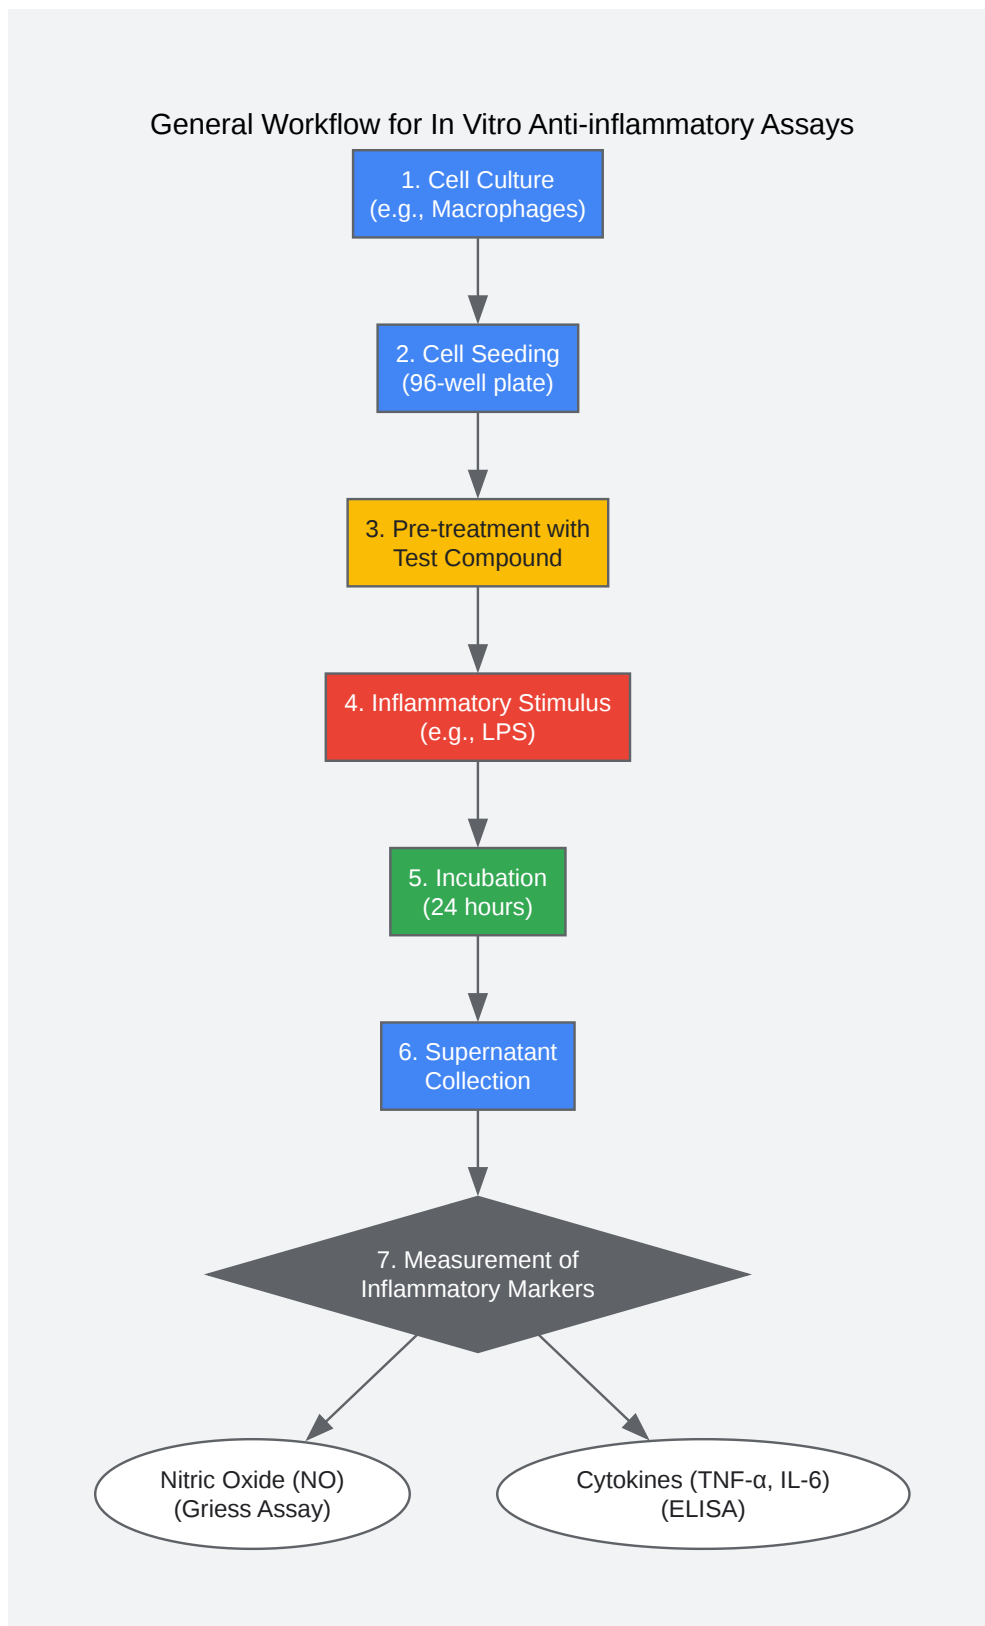 General Workflow for In Vitro Anti-inflammatory Assays
1. Cell Culture
(e.g., Macrophages)
2. Cell Seeding
(96-well plate)
3. Pre-treatment with
Test Compound
4. Inflammatory Stimulus
(e.g., LPS)
5. Incubation
(24 hours)
6. Supernatant
Collection
7. Measurement of
Inflammatory Markers
Nitric Oxide (NO)
(Griess Assay)
Cytokines (TNF-α, IL-6)
(ELISA)